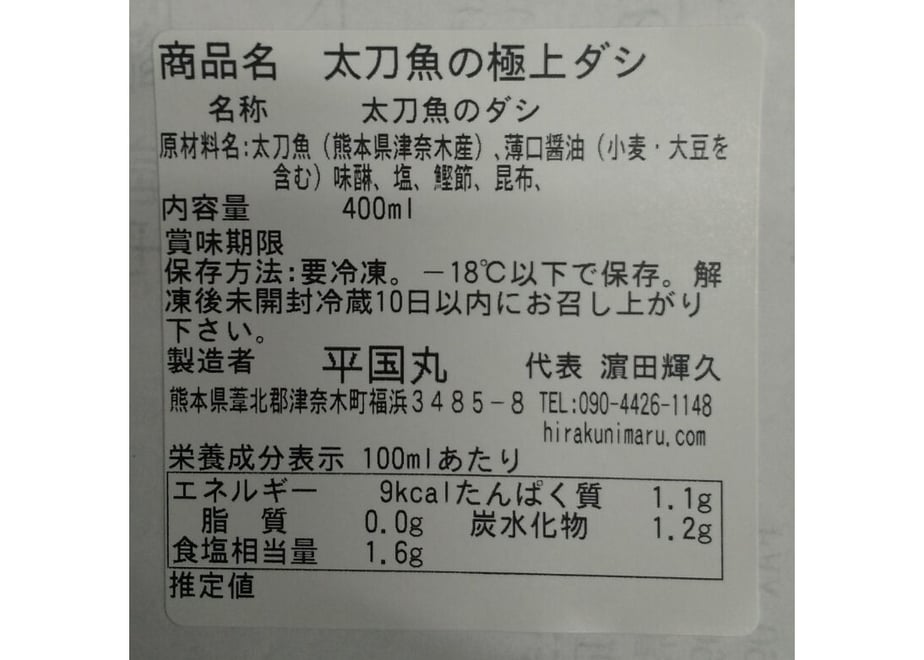 商品名 太刀魚の極上ダシ
名称 太刀魚のダシ
原材料名:太刀魚（熊本県津奈木産）、薄口醤油（小麦・大豆を
含む）味醂、塩、鰹節、昆布、
内容量 400ml
賞味期限
保存方法:要冷凍。－18℃以下で保存。解
凍後未開封冷蔵10日以内にお召し上がり
下さい。
製造者 平国丸 代表 濵田輝久
熊本県葦北郡津奈木町福浜３４８５－８ TEL:090-4426-1148
hirakunimaru.com
栄養成分表示 100mlあたり
エネルギー 9kcalたんぱく質 1.1g
脂 質 0.0g 炭水化物 1.2g
食塩相当量 1.6g
推定値